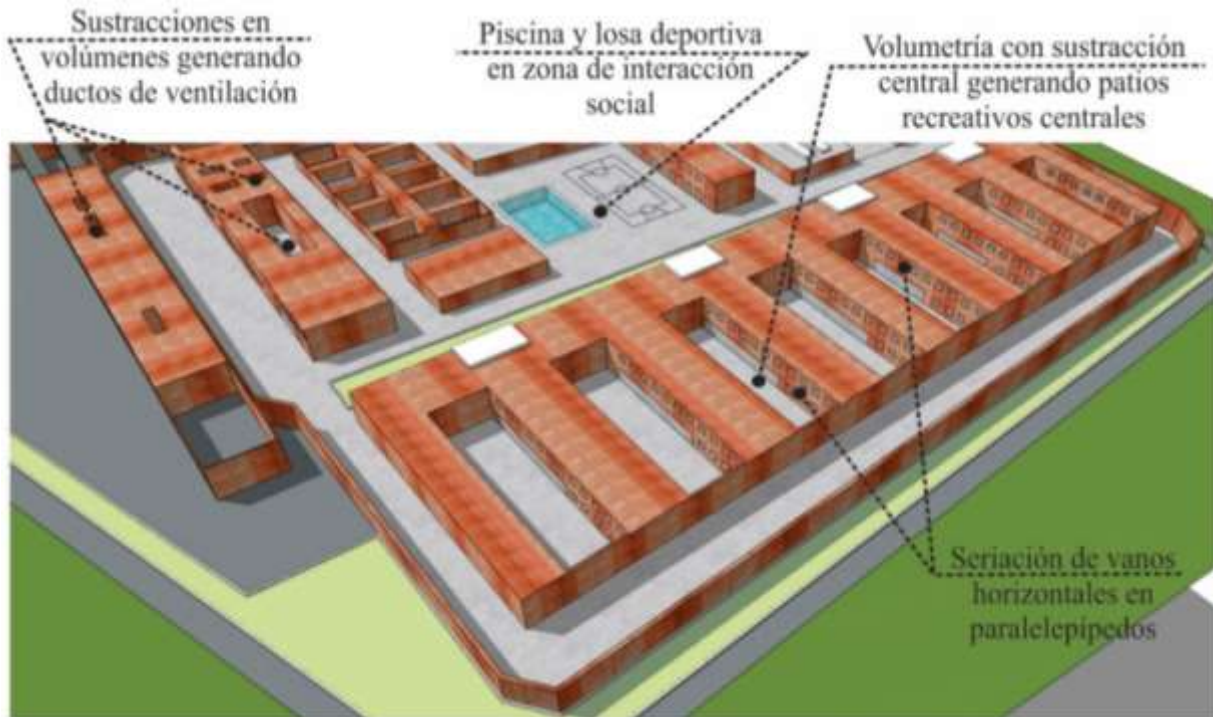 Sustracciones en
volúmenes generando
ductos de ventilación
Piscina y losa deportiva
en zona de interacción
social
Volumetría con sustracción
central generando patios
recreativos centrales
Seriación de vanos
horizontales en
paralelepípedos